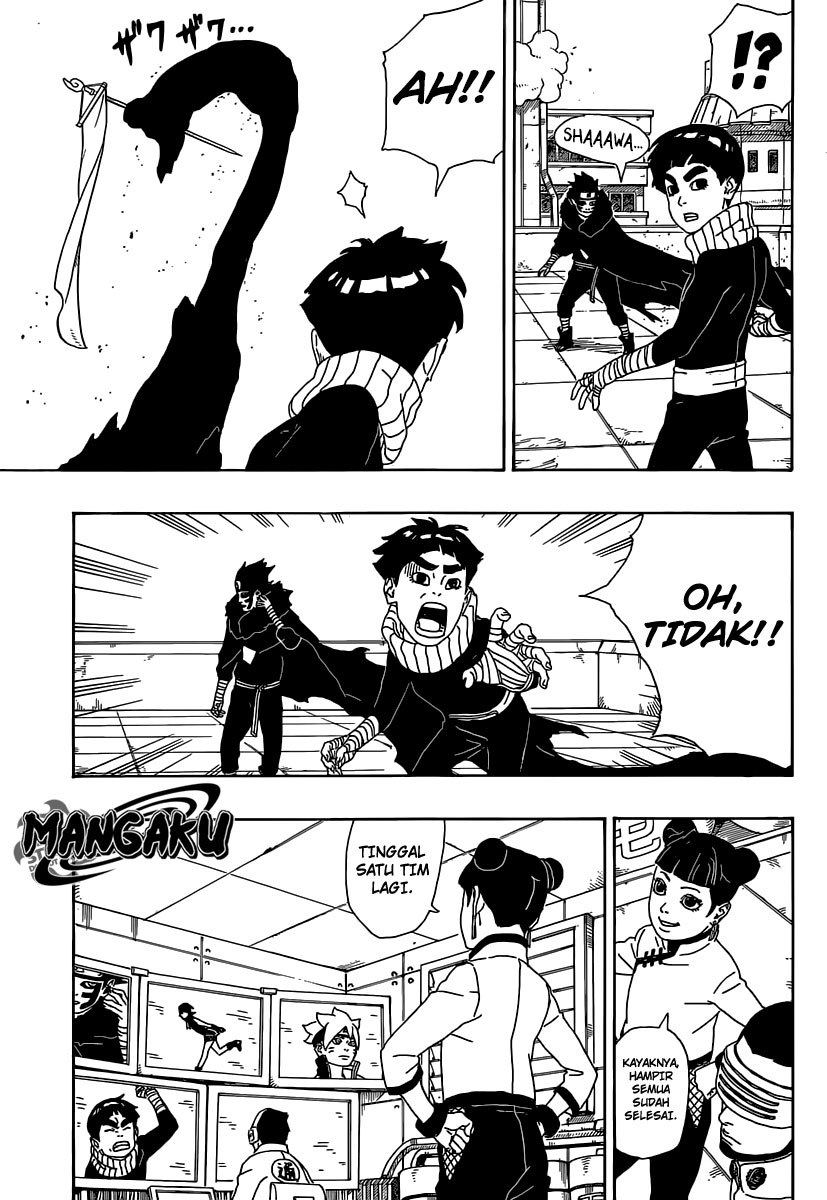 !?
SHAAAWA...
AH!!
ザワ ザワ...
OH,
TIDAK!!
KAYAKNYA,
HAMPIR
SEMUA
SUDAH
SELESAI.
TINGGAL
SATU TIM
LAGI.
MANGAKU